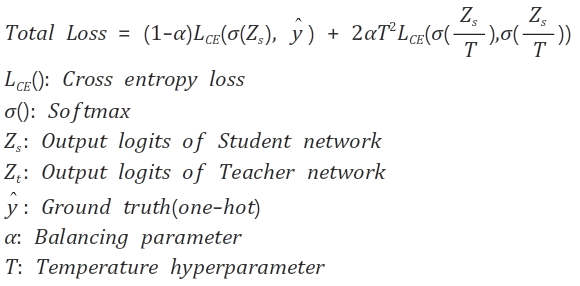 Total Loss = (1–α)L_CE(σ(Z_s), ŷ) + 2αT²L_CE(σ(Z_s/T),σ(Z_s/T))
L_CE(): Cross entropy loss
σ(): Softmax
Z_s: Output logits of Student network
Z_t: Output logits of Teacher network
ŷ: Ground truth(one–hot)
α: Balancing parameter
T: Temperature hyperparameter